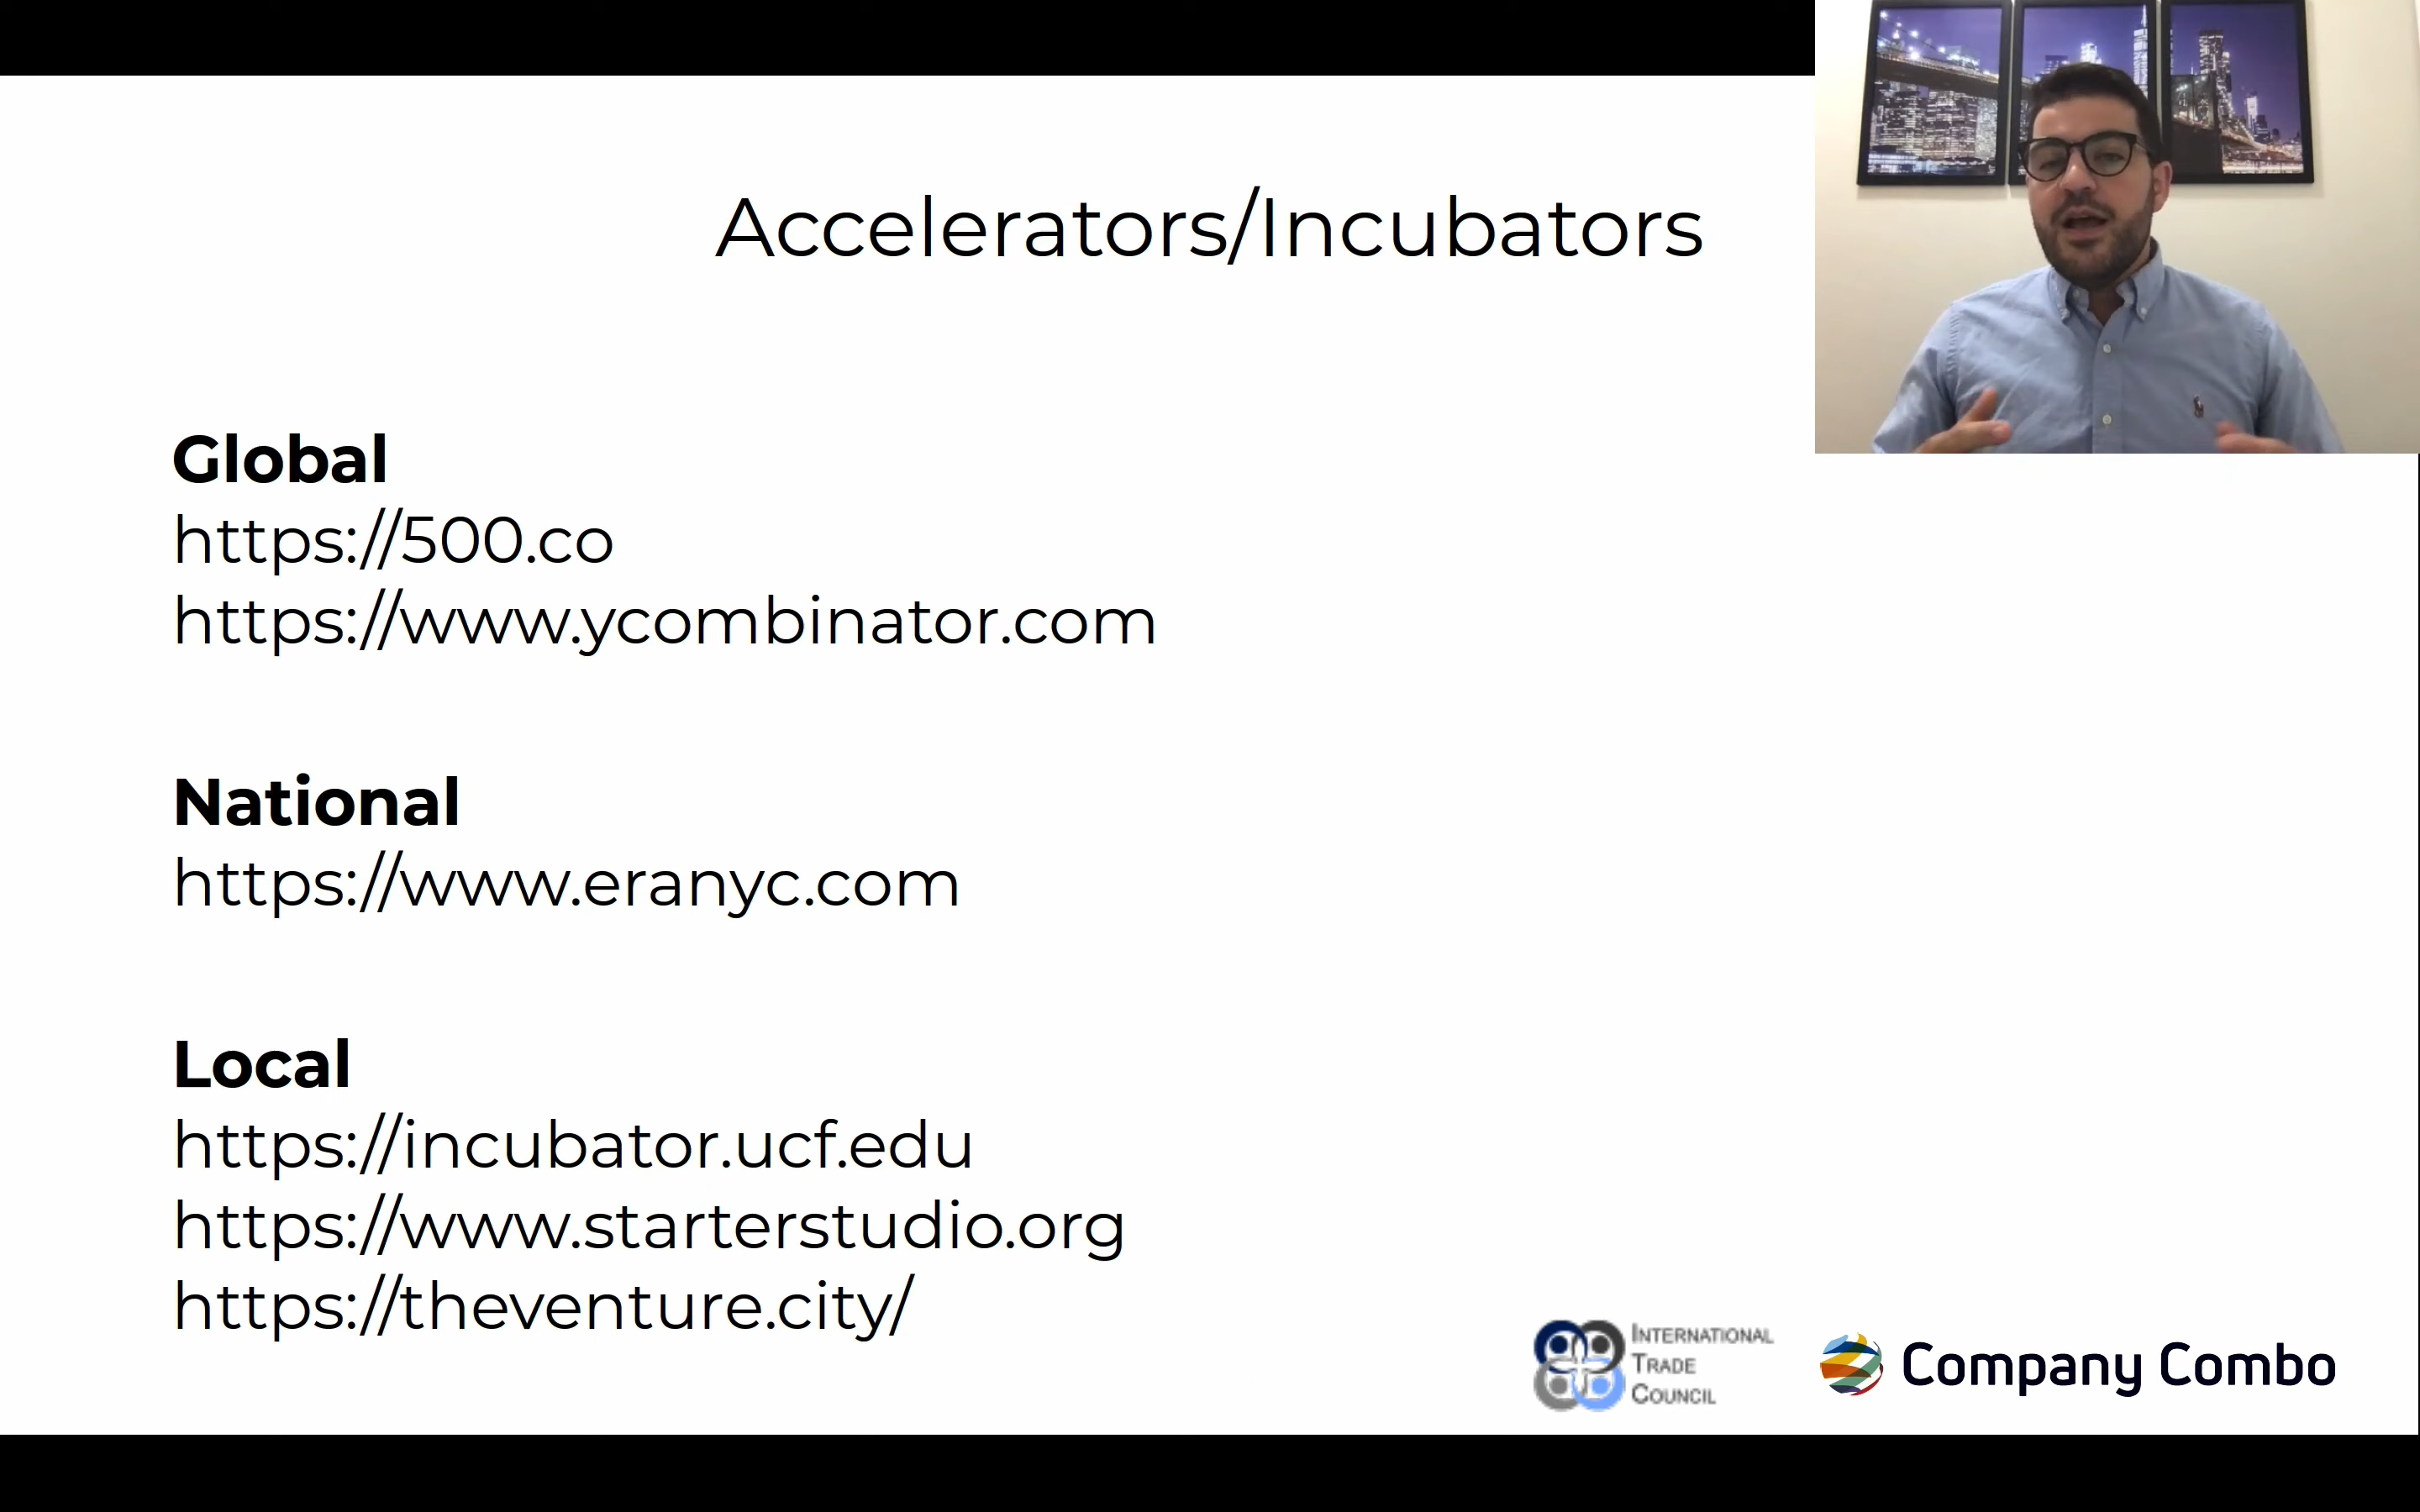 Accelerators/Incubators
Global
https://500.co
https://www.ycombinator.com
National
https://www.eranyc.com
Local
https://incubator.ucf.edu
https://www.starterstudio.org
https://theventure.city/
INTERNATIONAL
TRADE
COUNCIL
Company Combo